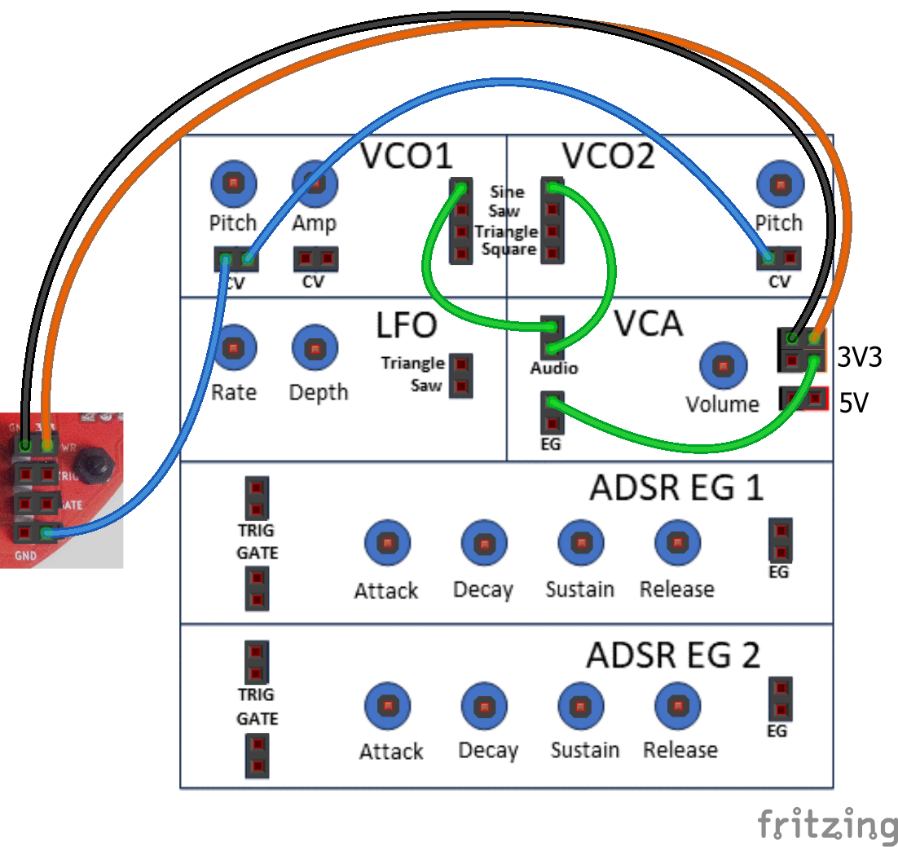 VCO1
VCO2
Pitch
Amp
Sine
Saw
Triangle
Square
Pitch
CV
CV
CV
LFO
VCA
Triangle
Saw
Audio
3V3
Rate
Depth
Volume
5V
EG
GND
ADSR EG 1
TRIG
GATE
Attack
Decay
Sustain
Release
EG
ADSR EG 2
TRIG
GATE
Attack
Decay
Sustain
Release
EG
fritzing